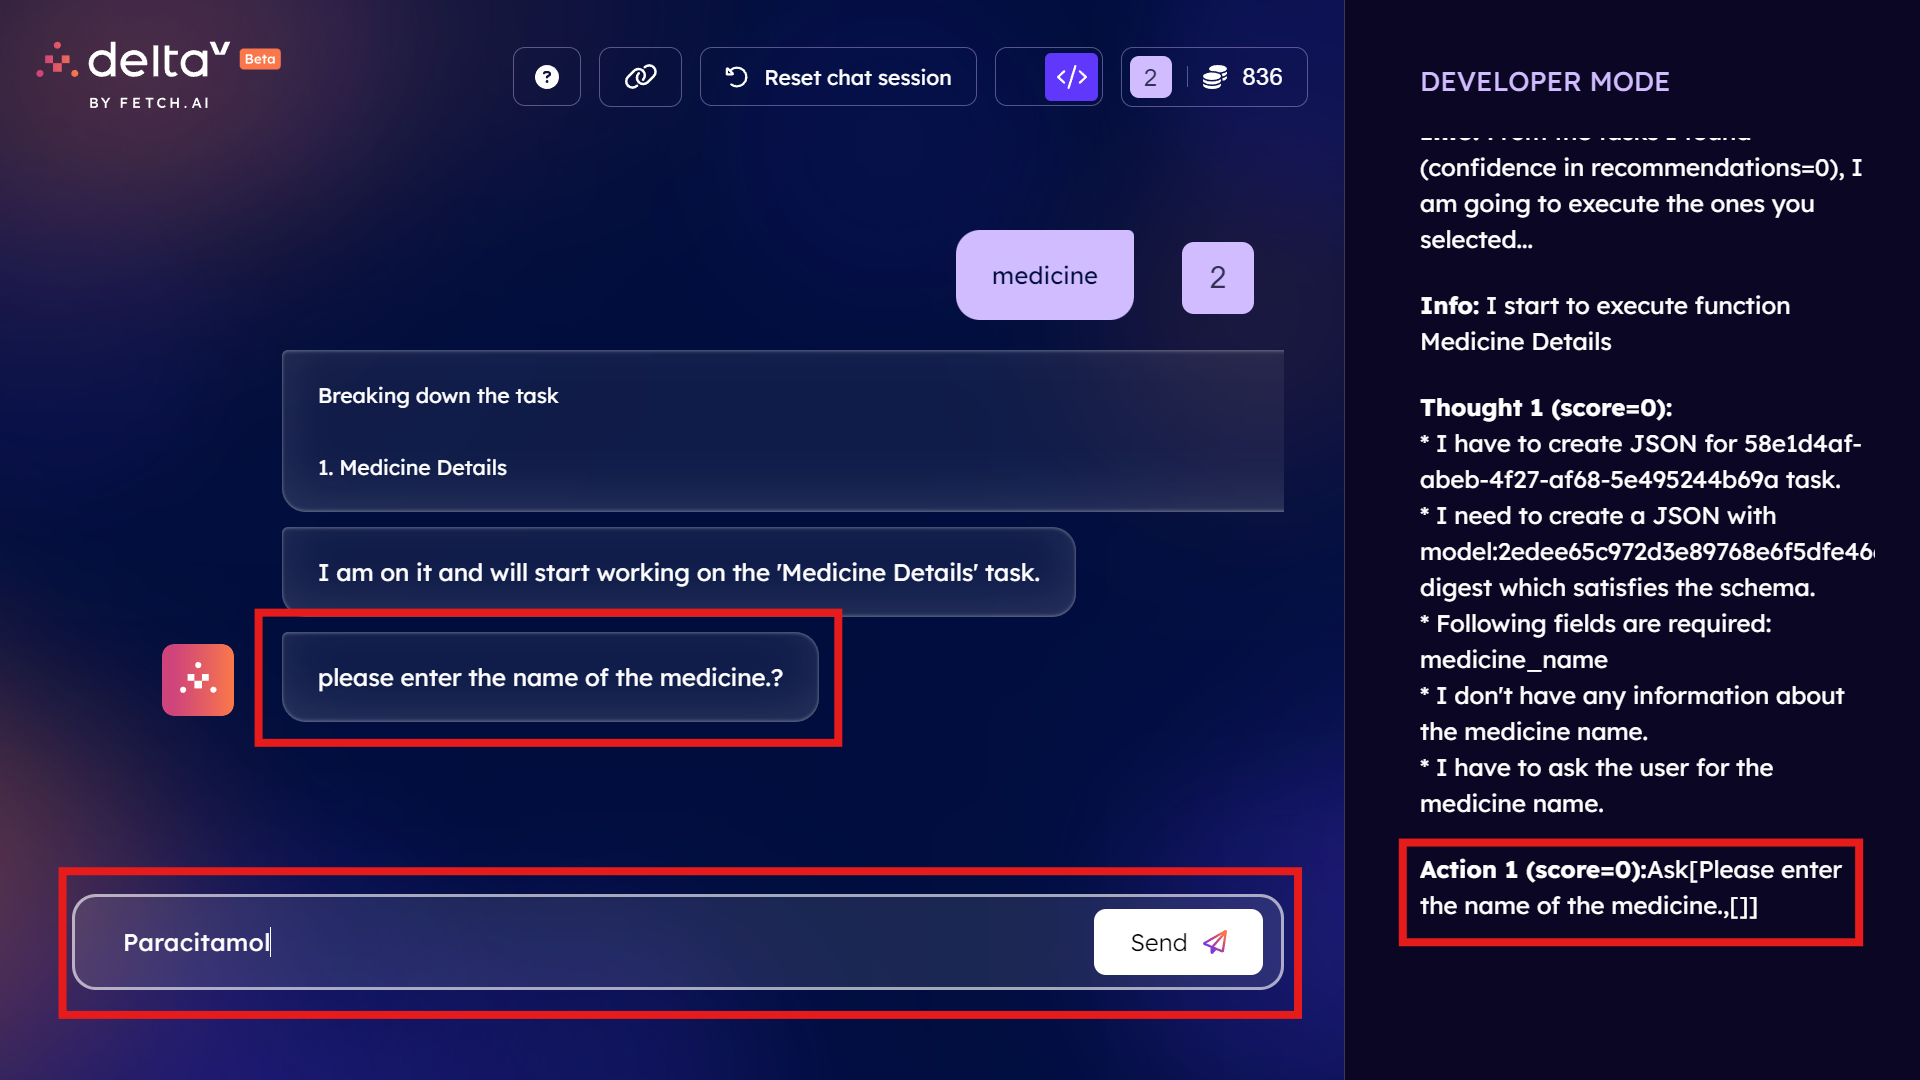 deltaV Beta
BY FETCH.AI
?
Reset chat session
</>
2
836
medicine
2
Breaking down the task
1. Medicine Details
I am on it and will start working on the 'Medicine Details' task.
please enter the name of the medicine.?
Paracitamol
Send
DEVELOPER MODE
Info: From the tasks I found
(confidence in recommendations=0), I
am going to execute the ones you
selected...
Info: I start to execute function
Medicine Details
Thought 1 (score=0):
* I have to create JSON for 58e1d4af-
abeb-4f27-af68-5e495244b69a task.
* I need to create a JSON with
model:2edee65c972d3e89768e6f5dfe46
digest which satisfies the schema.
* Following fields are required:
medicine_name
* I don't have any information about
the medicine name.
* I have to ask the user for the
medicine name.
Action 1 (score=0):Ask[Please enter
the name of the medicine.,[]]